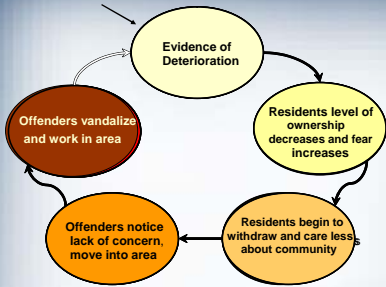 Evidence of
Deterioration
Residents level of
ownership
decreases and fear
increases
Residents begin to
withdraw and care less
about community
Offenders notice
lack of concern,
move into area
Offenders vandalize
and work in area